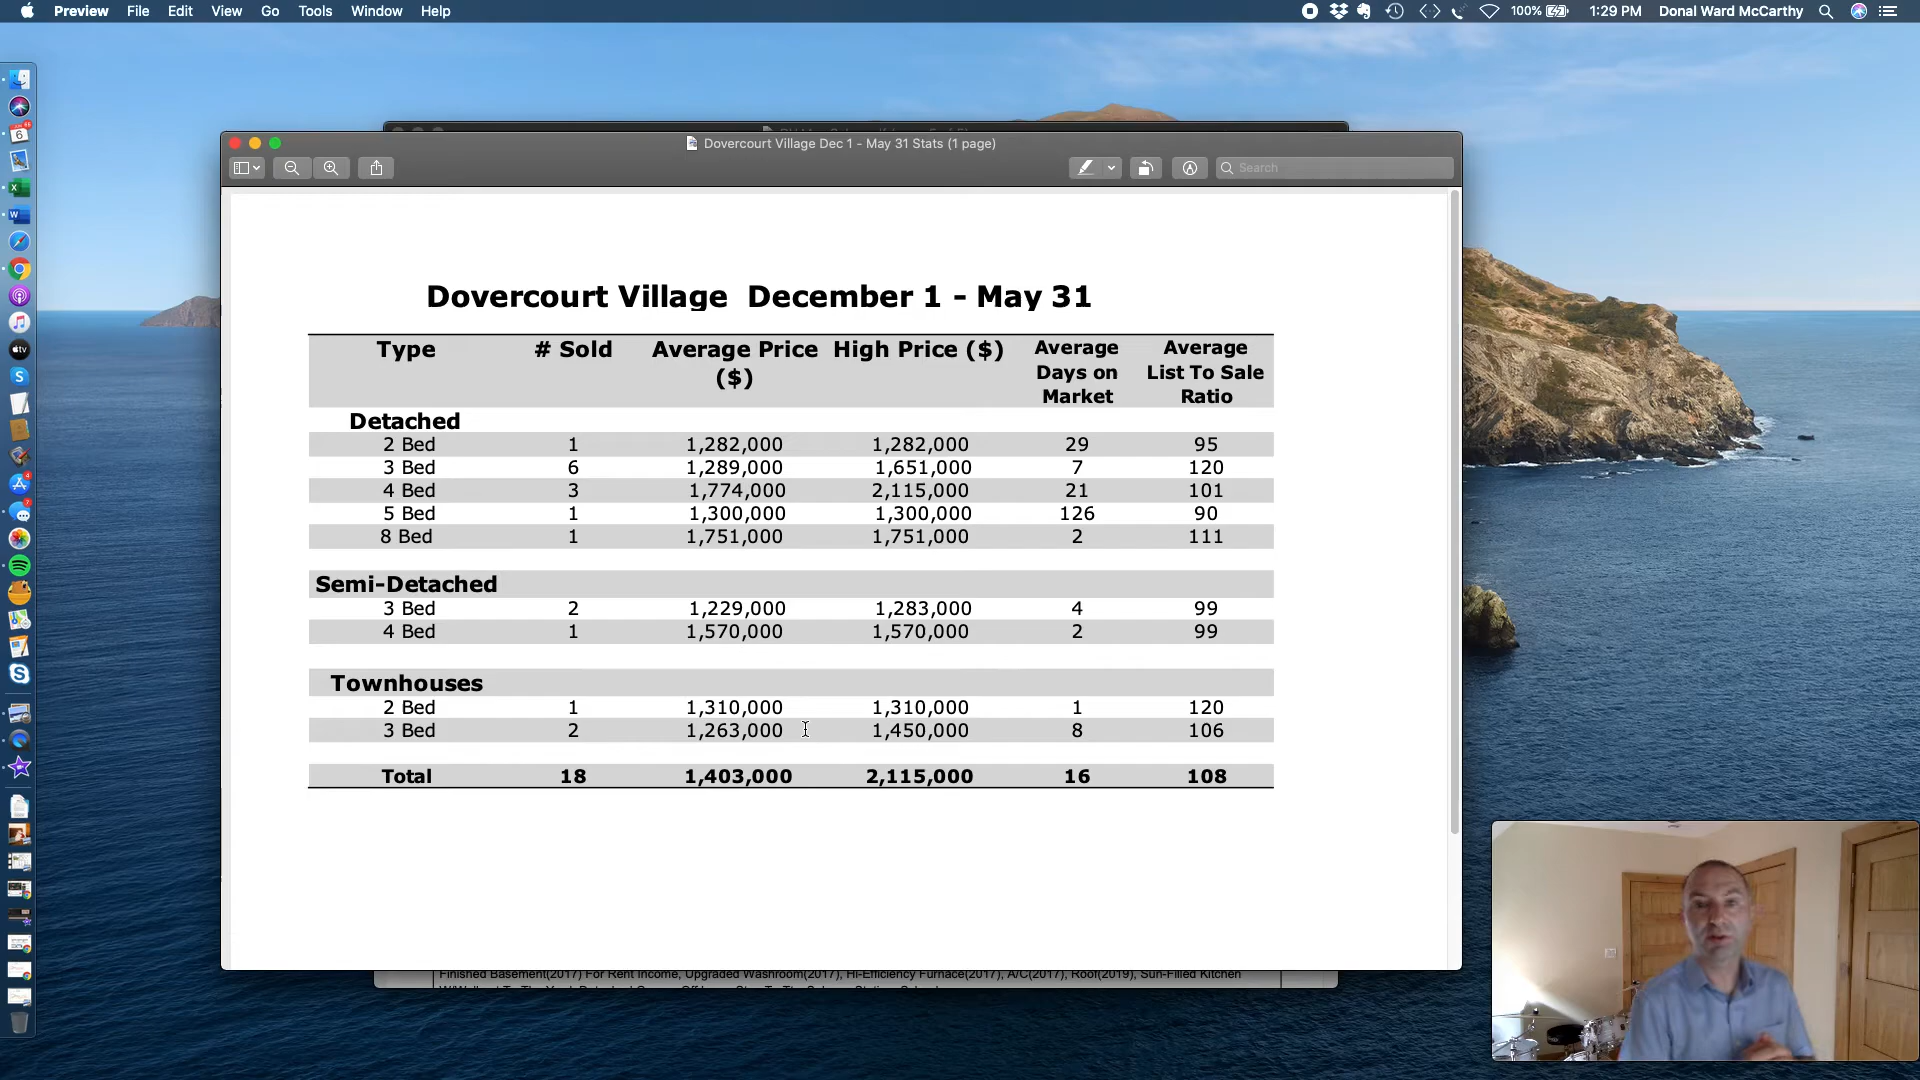 Preview File Edit View Go Tools Window Help 100% 1:29 PM Donal Ward McCarthy
Dovercourt Village Dec 1 - May 31 Stats (1 page)
Search
Dovercourt Village December 1 - May 31
Type # Sold Average Price ($) High Price ($) Average Days on Market Average List To Sale Ratio
Detached
2 Bed 1 1,282,000 1,282,000 29 95
3 Bed 6 1,289,000 1,651,000 7 120
4 Bed 3 1,774,000 2,115,000 21 101
5 Bed 1 1,300,000 1,300,000 126 90
8 Bed 1 1,751,000 1,751,000 2 111
Semi-Detached
3 Bed 2 1,229,000 1,283,000 4 99
4 Bed 1 1,570,000 1,570,000 2 99
Townhouses
2 Bed 1 1,310,000 1,310,000 1 120
3 Bed 2 1,263,000 1,450,000 8 106
Total 18 1,403,000 2,115,000 16 108
Finished Basement(2017) For Rent Income, Upgraded Washroom(2017), Hi-Efficiency Furnace(2017), A/C(2017), Roof(2019), Sun-Filled Kitchen